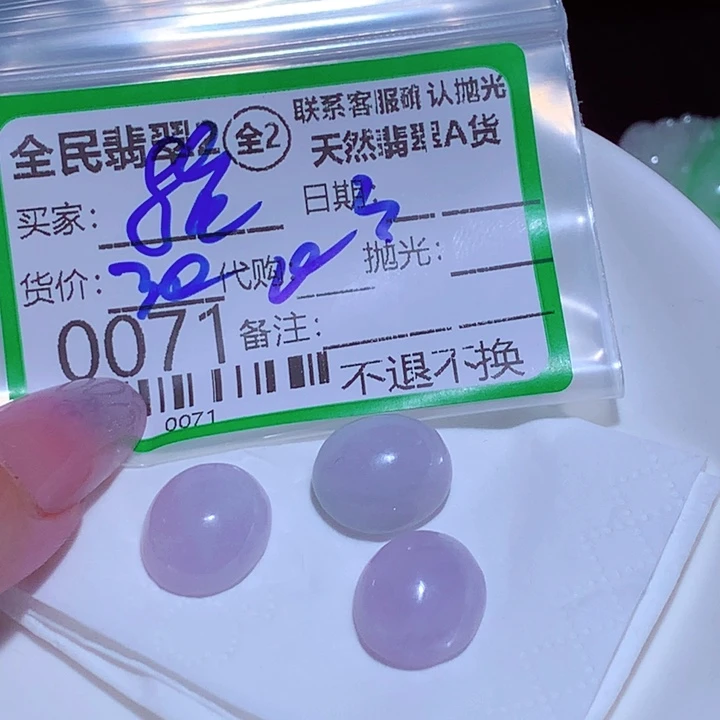 全民翡翠2 全2 联系客服确认抛光
天然翡翠A货
买家： 日期
货价：30 代购 抛光：
0071 备注：
0071 不退不换